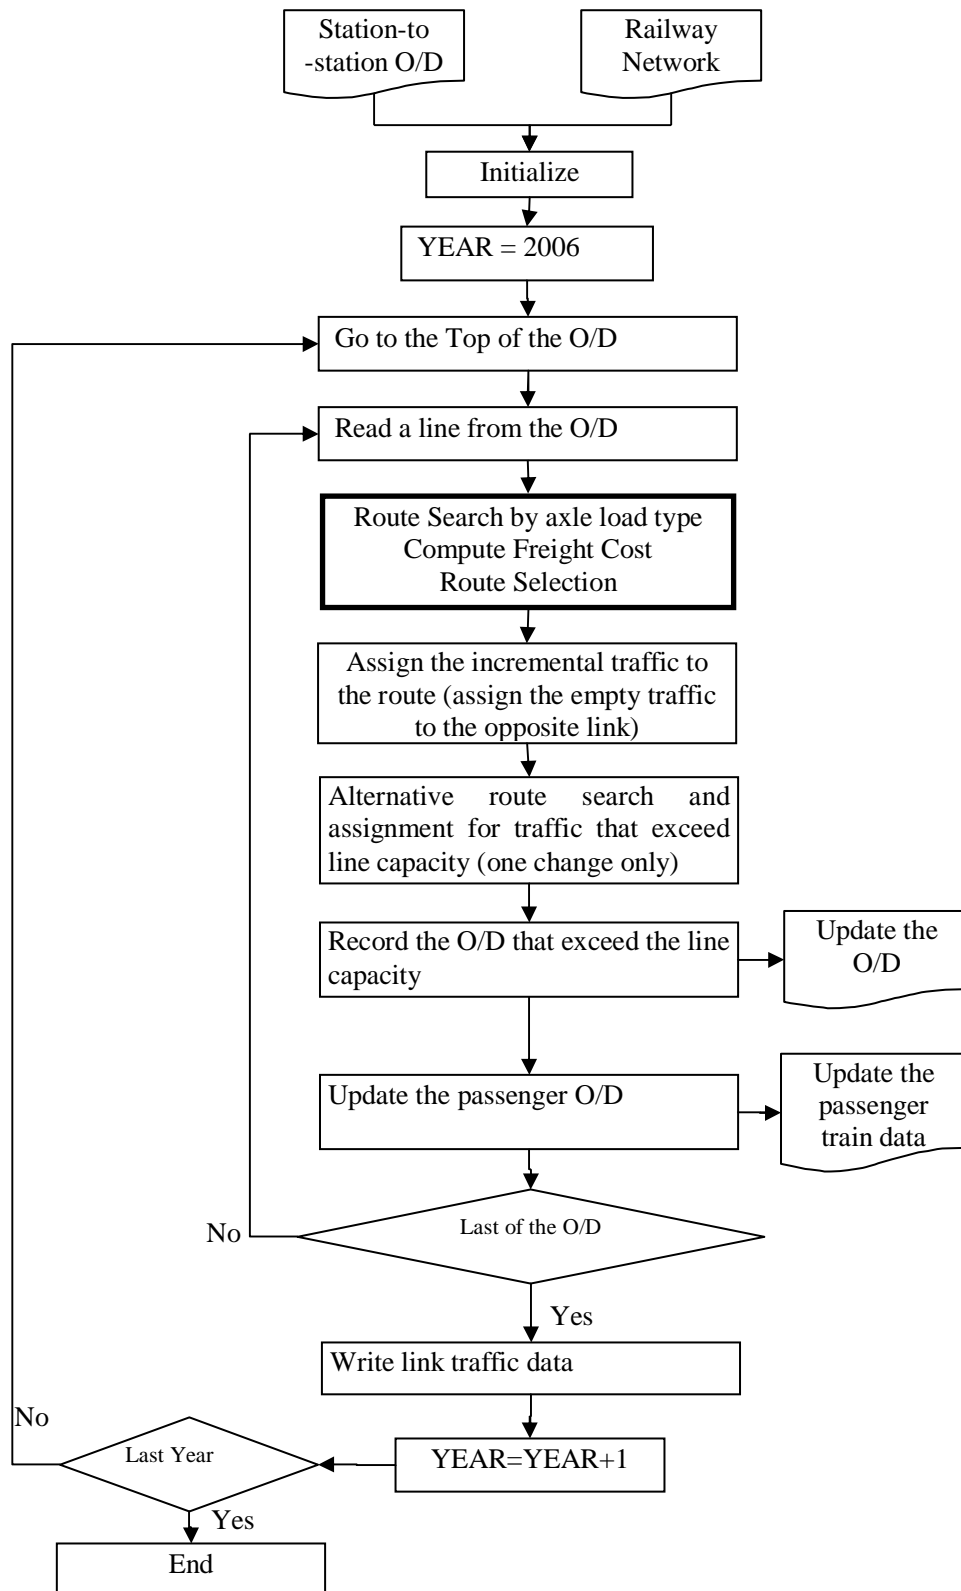 Station-to
-station O/D
Railway
Network
Initialize
YEAR = 2006
Go to the Top of the O/D
Read a line from the O/D
Route Search by axle load type
Compute Freight Cost
Route Selection
Assign the incremental traffic to
the route (assign the empty traffic
to the opposite link)
Alternative route search and
assignment for traffic that exceed
line capacity (one change only)
Record the O/D that exceed the line
capacity
Update the
O/D
Update the passenger O/D
Update the
passenger
train data
Last of the O/D
No
Yes
Write link traffic data
YEAR=YEAR+1
Last Year
No
Yes
End